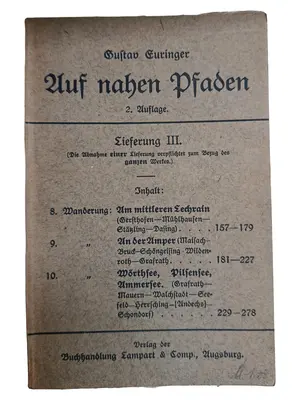 Gustav Euringer
Auf nahen Pfaden
2. Auflage.
Lieferung III.
(Die Abnahme einer Lieferung verpflichtet zum Bezug des
ganzen Werkes.)
Inhalt:
8. Wanderung: Am mittleren Lechrain
(Gersthofen—Mühlhausen—
Stätzling—Dasing) . . . . 157—179
9. „ An der Amper (Maisach—
Bruck—Schöngeising—Wilden-
roth—Grafrath) . . . . 181—227
10. „ Wörthsee, Pilsensee,
Ammersee. (Grafrath—
Mauern—Walchstadt—See-
feld—Herrsching—[Andechs]—
Schondorf) . . . . 229—278
Verlag der
Buchhandlung Lampart & Comp., Augsburg.